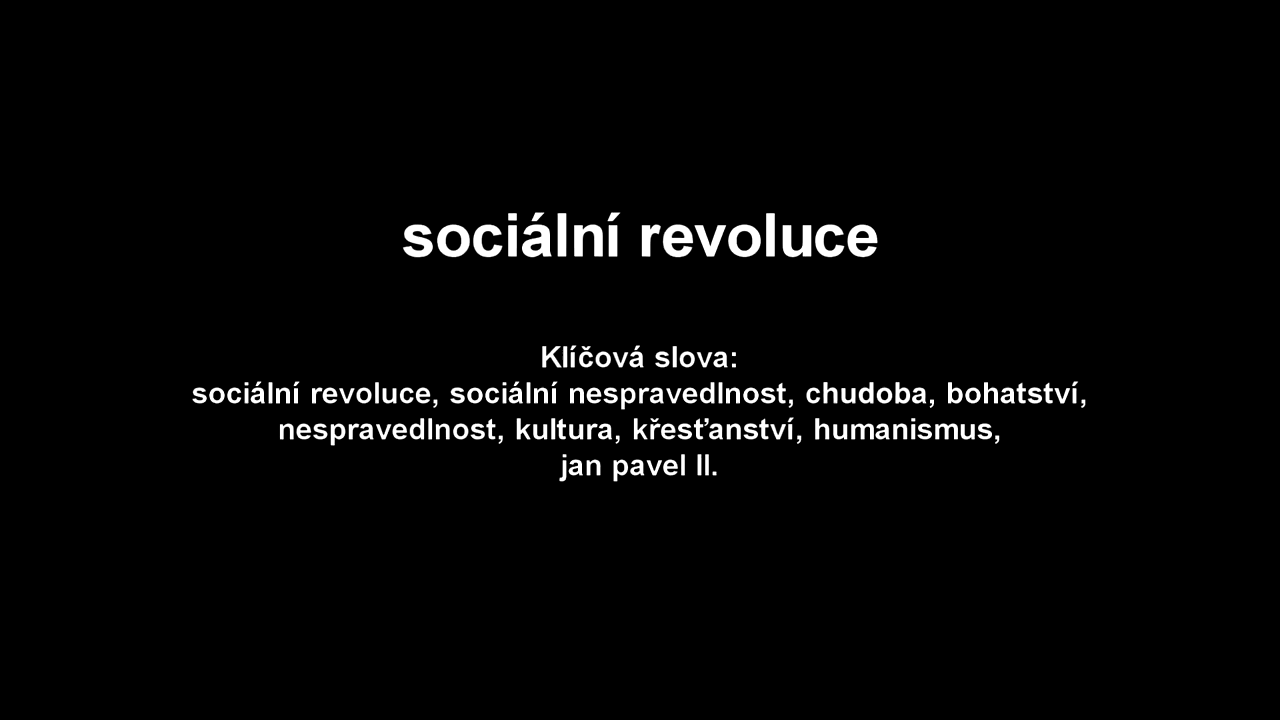 sociální revoluce
Klíčová slova:
sociální revoluce, sociální nespravedlnost, chudoba, bohatství,
nespravedlnost, kultura, křesťanství, humanismus,
jan pavel II.